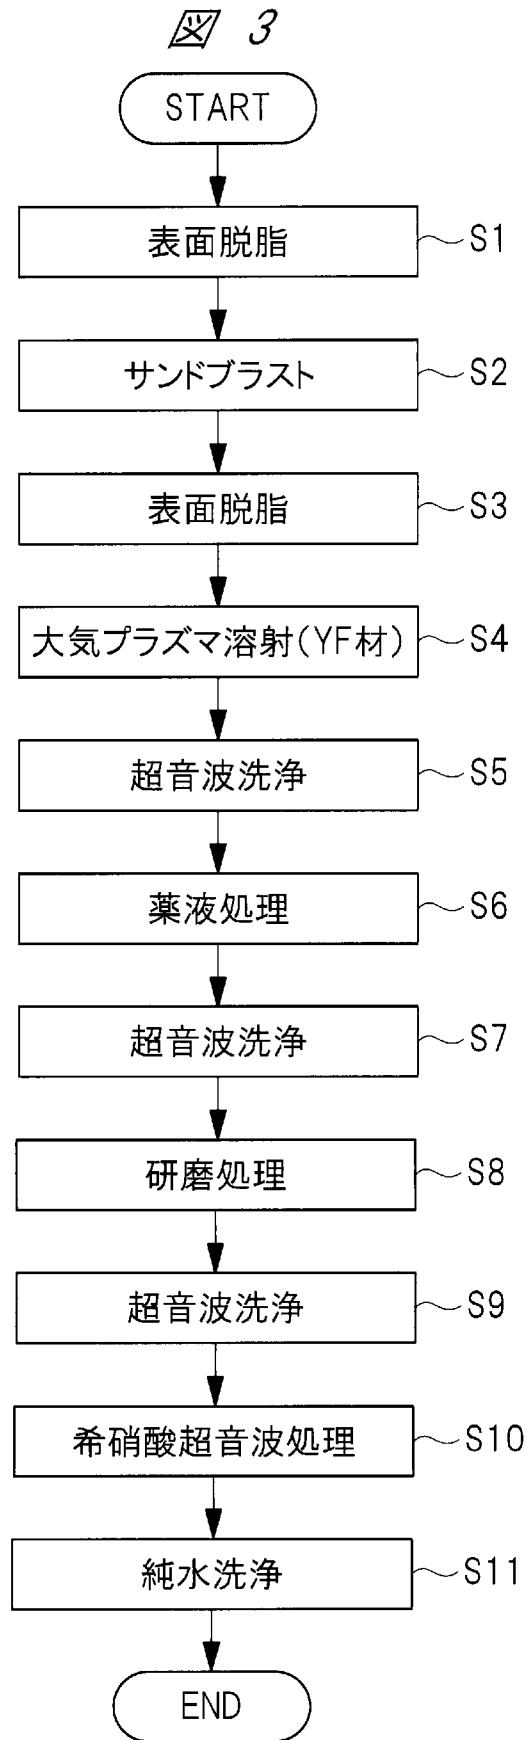 図 3
START
表面脱脂 S1
サンドブラスト S2
表面脱脂 S3
大気プラズマ溶射(YF材) S4
超音波洗浄 S5
薬液処理 S6
超音波洗浄 S7
研磨処理 S8
超音波洗浄 S9
希硝酸超音波処理 S10
純水洗浄 S11
END